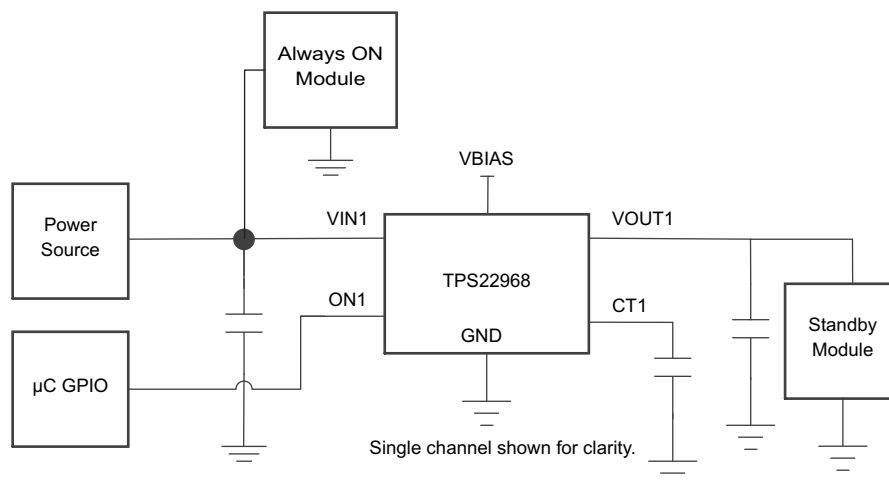 Always ON
Module
VBIAS
Power
Source
VIN1
VOUT1
TPS22968
ON1
CT1
GND
Standby
Module
µC GPIO
Single channel shown for clarity.